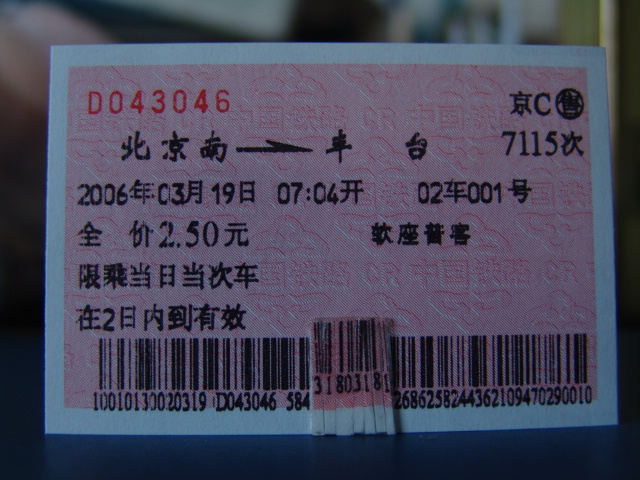 D043046 京C售
北京南→丰台 7115次
2006年03月19日 07:04开 02车001号
全价2.50元 软座普客
限乘当日当次车
在2日内到有效
10010130020319 D043046 584 31803181 2686258244362109470290010